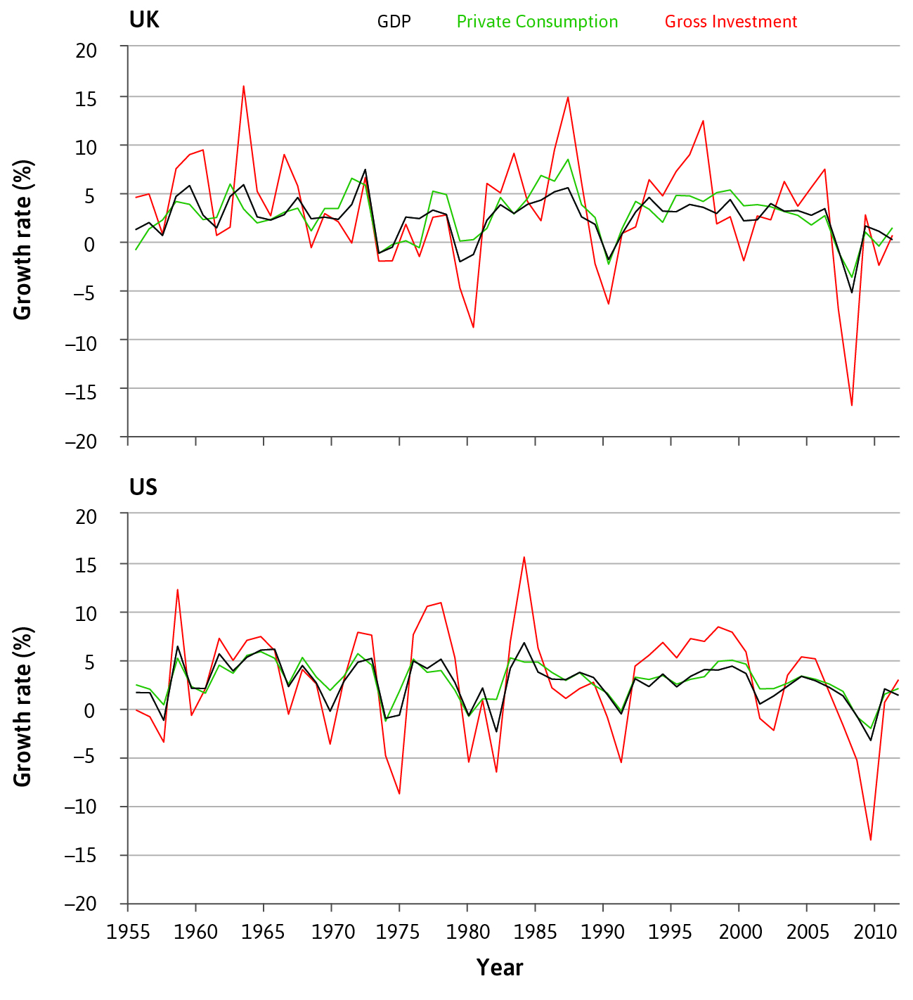 UK
GDP Private Consumption Gross Investment
Growth rate (%)
20
15
10
5
0
–5
–10
–15
–20
US
Growth rate (%)
20
15
10
5
0
–5
–10
–15
–20
1955 1960 1965 1970 1975 1980 1985 1990 1995 2000 2005 2010
Year